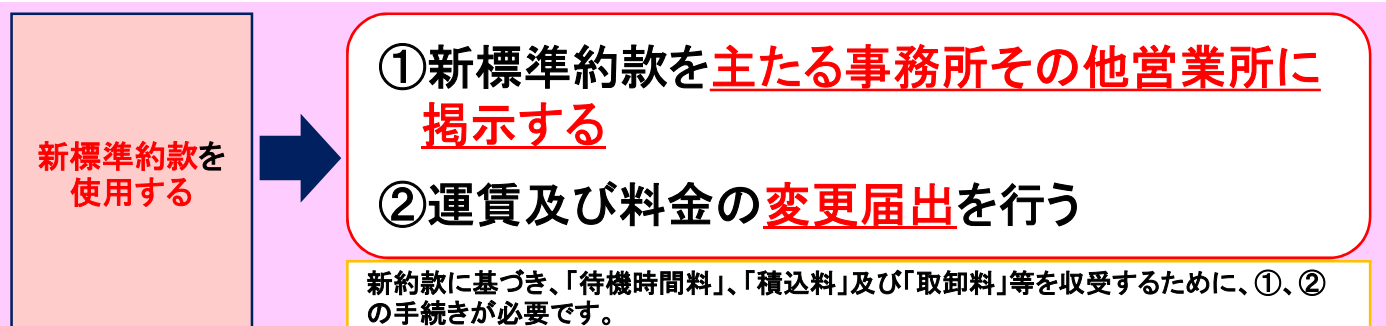 新標準約款を
使用する
①新標準約款を主たる事務所その他営業所に
掲示する
②運賃及び料金の変更届出を行う
新約款に基づき、「待機時間料」、「積込料」及び「取卸料」等を収受するために、①、②
の手続きが必要です。